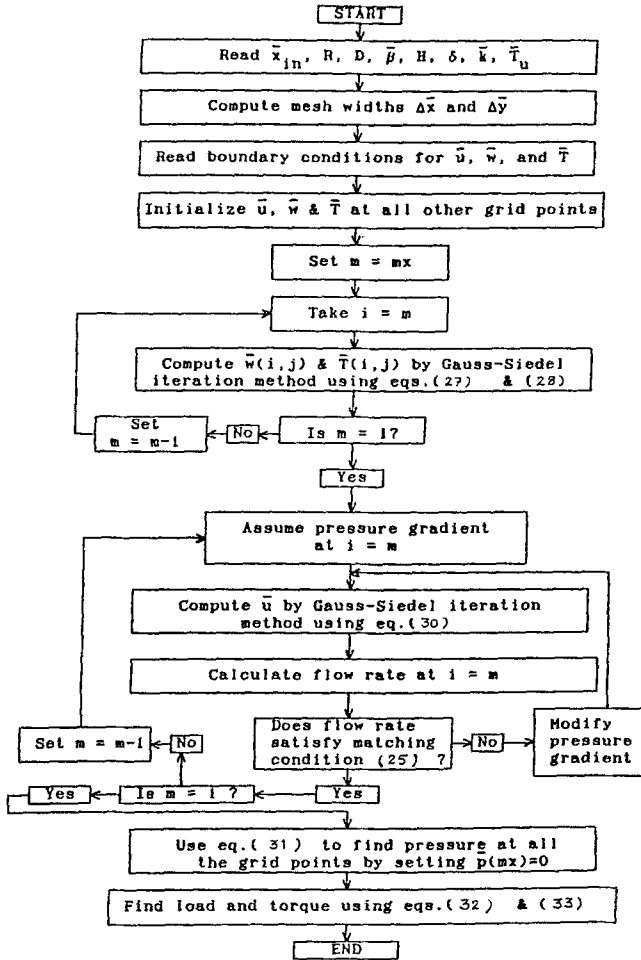 START
Read x̄in, R, D, β̄, H, δ, k̄, T̄u
Compute mesh widths Δx̄ and Δȳ
Read boundary conditions for ū, w̄, and T̄
Initialize ū, w̄ & T̄ at all other grid points
Set m = mx
Take i = m
Compute w̄(i,j) & T̄(i,j) by Gauss-Siedel
iteration method using eqs.(27) & (28)
Set
m = m-1
No
Is m = 1?
Yes
Assume pressure gradient
at i = m
Compute ū by Gauss-Siedel iteration
method using eq.(30)
Calculate flow rate at i = m
Set m = m-1
No
Does flow rate
satisfy matching
condition (25) ?
No
Modify
pressure
gradient
Yes
Is m = 1 ?
Yes
Use eq.( 31) to find pressure at all
the grid points by setting p̄(mx)=0
Find load and torque using eqs.(32) & (33)
END